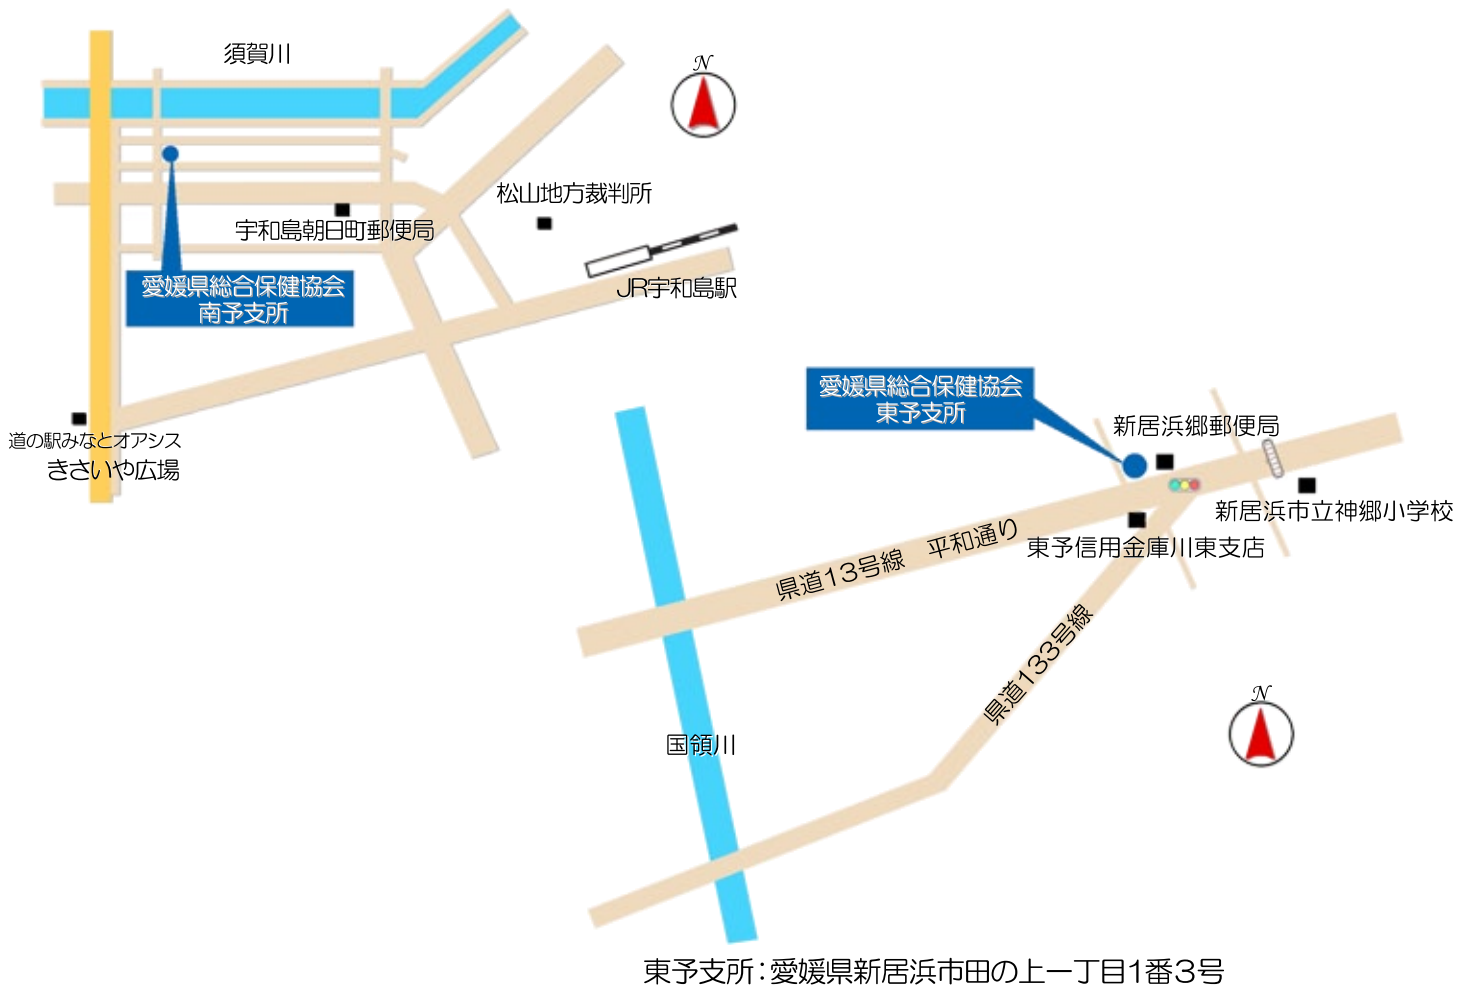 須賀川
N
松山地方裁判所
宇和島朝日町郵便局
愛媛県総合保健協会
南予支所
JR宇和島駅
道の駅みなとオアシス
きさいや広場
愛媛県総合保健協会
東予支所
新居浜郷郵便局
新居浜市立神郷小学校
東予信用金庫川東支店
県道13号線　平和通り
県道133号線
国領川
N
東予支所：愛媛県新居浜市田の上一丁目1番3号